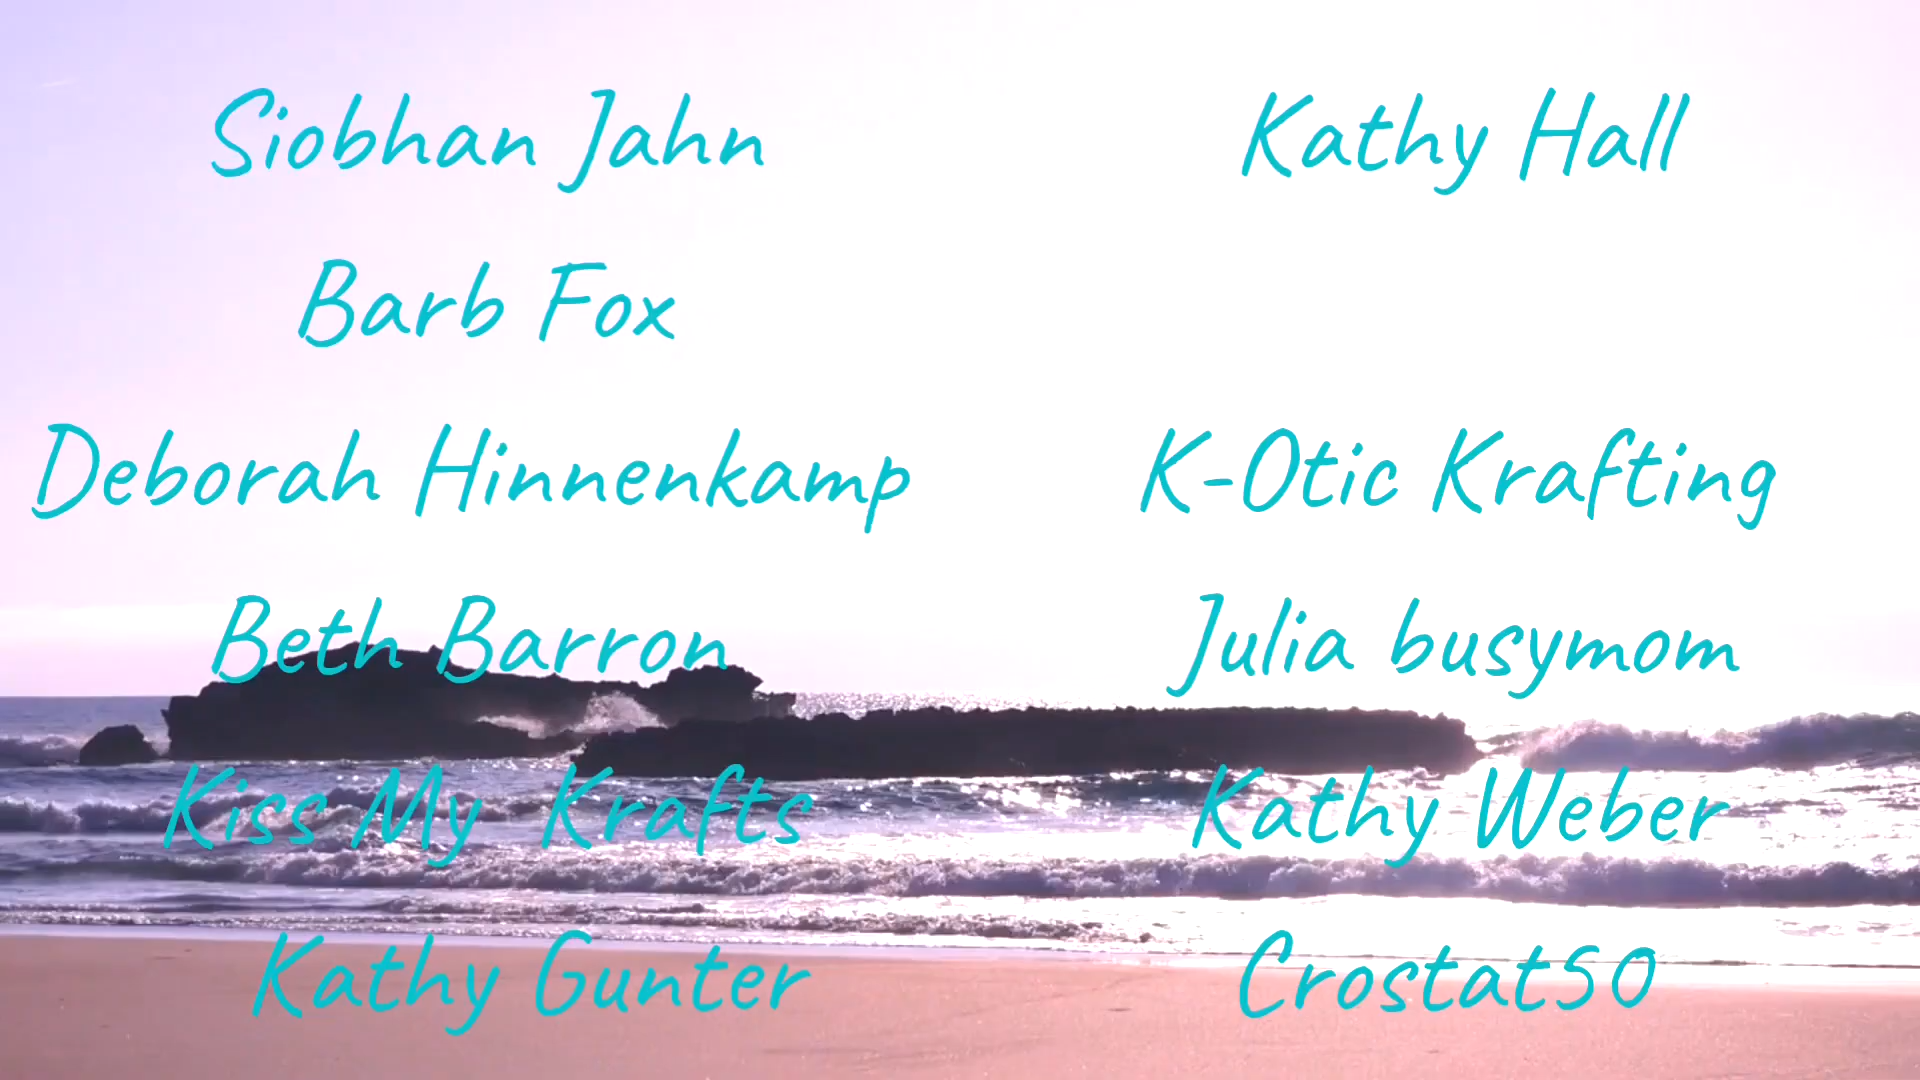 Siobhan Jahn
Kathy Hall
Barb Fox
Deborah Hinnenkamp
K-Otic Krafting
Beth Barron
Julia busymom
Kiss My Krafts
Kathy Weber
Kathy Gunter
Crostat50